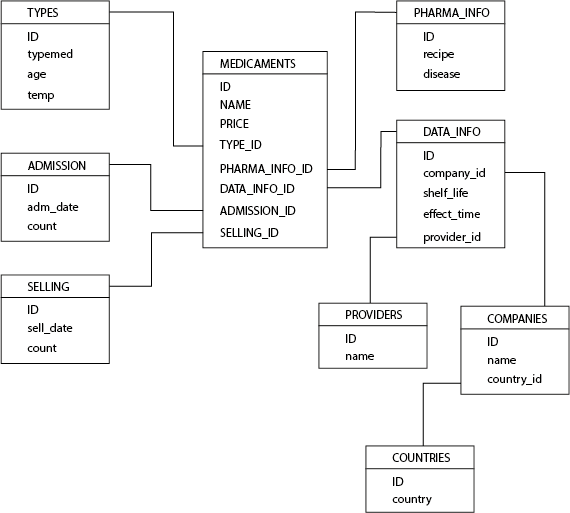 TYPES
ID
typemed
age
temp
ADMISSION
ID
adm_date
count
SELLING
ID
sell_date
count
MEDICAMENTS
ID
NAME
PRICE
TYPE_ID
PHARMA_INFO_ID
DATA_INFO_ID
ADMISSION_ID
SELLING_ID
PHARMA_INFO
ID
recipe
disease
DATA_INFO
ID
company_id
shelf_life
effect_time
provider_id
PROVIDERS
ID
name
COMPANIES
ID
name
country_id
COUNTRIES
ID
country